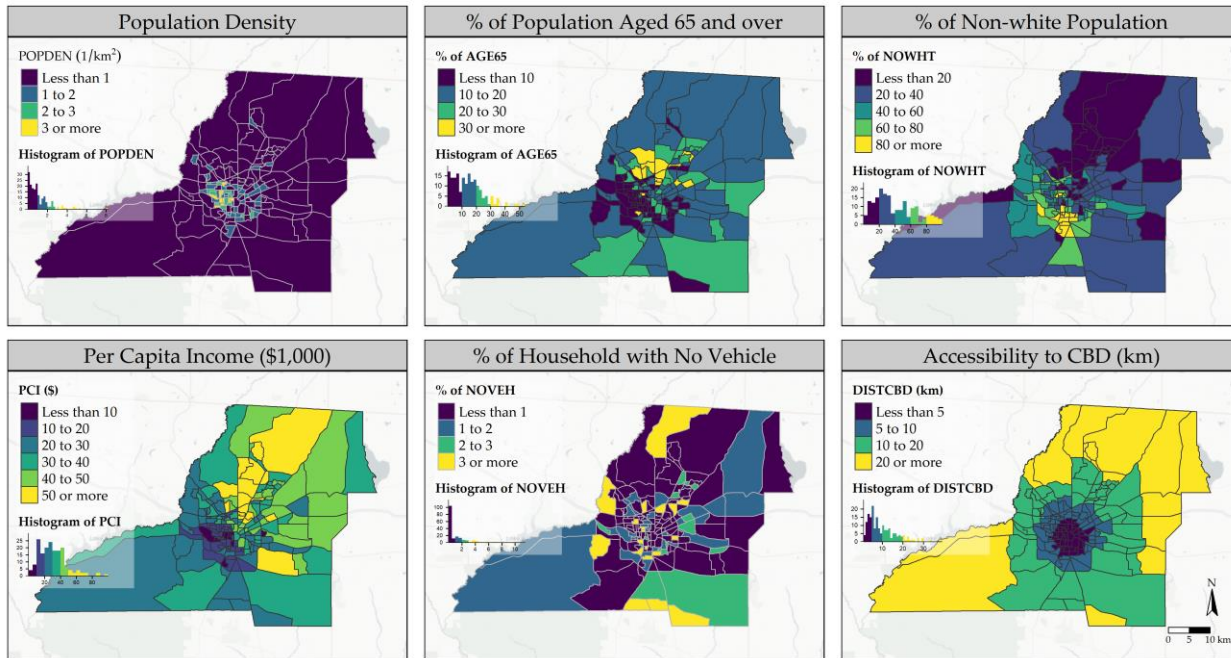 Population Density
POPDEN (1/km²)
Less than 1
1 to 2
2 to 3
3 or more
Histogram of POPDEN
% of Population Aged 65 and over
% of AGE65
Less than 10
10 to 20
20 to 30
30 or more
Histogram of AGE65
15
10
5
0
10 20 30 40 50 60
% of Non-white Population
% of NOWHT
Less than 20
20 to 40
40 to 60
60 to 80
80 or more
Histogram of NOWHT
20
15
10
5
0
20 40 60 80
Per Capita Income ($1,000)
PCI ($)
Less than 10
10 to 20
20 to 30
30 to 40
40 to 50
50 or more
Histogram of PCI
25
20
15
10
5
0
20 40 60 80
% of Household with No Vehicle
% of NOVEH
Less than 1
1 to 2
2 to 3
3 or more
Histogram of NOVEH
100
80
60
40
20
0
2 4 6 8 10
Accessibility to CBD (km)
DISTCBD (km)
Less than 5
5 to 10
10 to 20
20 or more
Histogram of DISTCBD
20
15
10
5
0
10 20 30
N
0 5 10 km